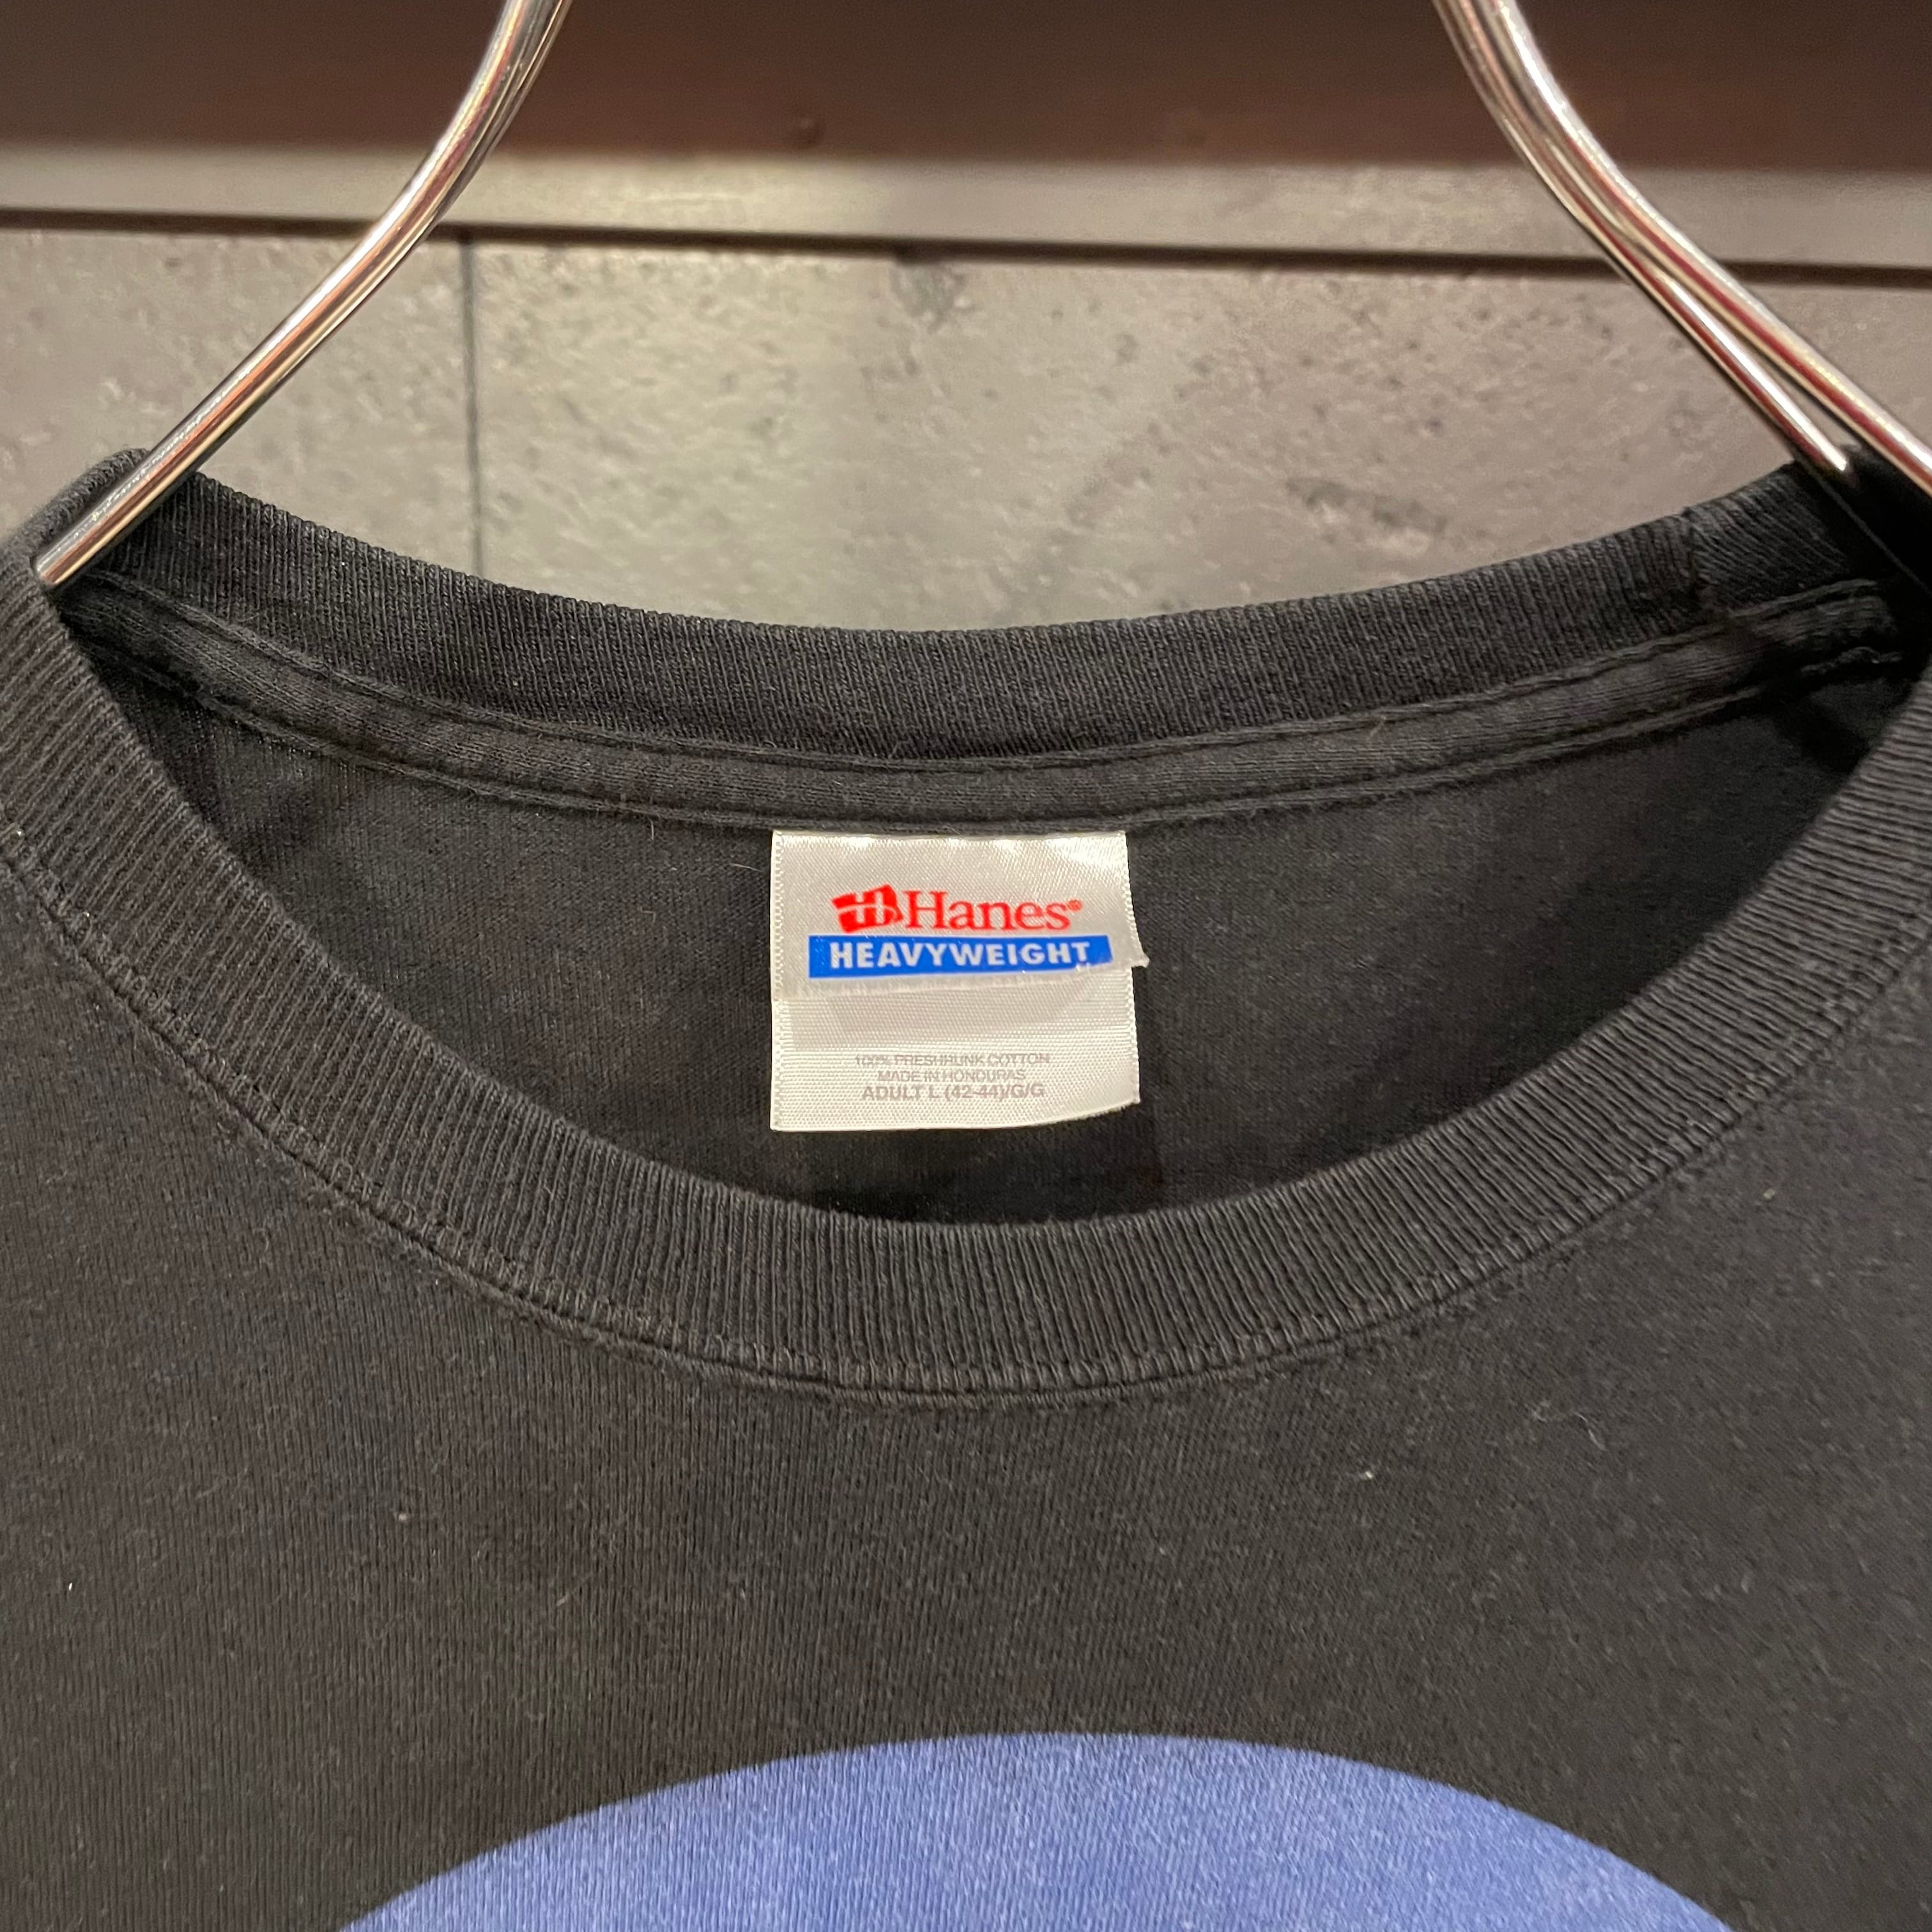 Hanes®
HEAVYWEIGHT
100% PRESHRUNK COTTON
MADE IN HONDURAS
ADULT L (42-44)/G/G